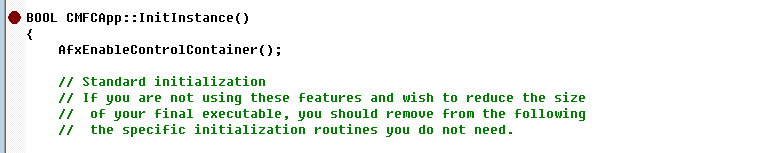 BOOL CMFCApp::InitInstance()
{
    AfxEnableControlContainer();

    // Standard initialization
    // If you are not using these features and wish to reduce the size
    //  of your final executable, you should remove from the following
    //  the specific initialization routines you do not need.